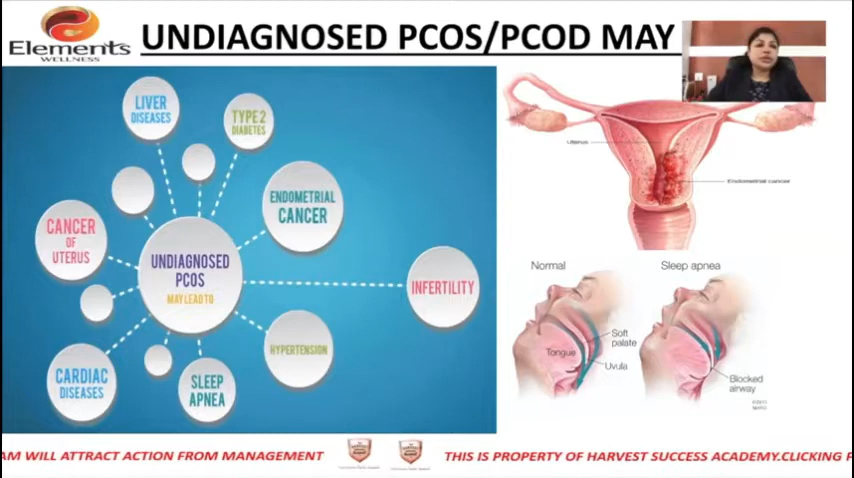 Elements
WELLNESS
UNDIAGNOSED PCOS/PCOD MAY
LIVER
DISEASES
TYPE 2
DIABETES
ENDOMETRIAL
CANCER
CANCER
OF
UTERUS
UNDIAGNOSED
PCOS
MAY LEAD TO
INFERTILITY
HYPERTENSION
CARDIAC
DISEASES
SLEEP
APNEA
Uterus
Endometrial cancer
Normal
Sleep apnea
Soft
palate
Tongue
Uvula
Blocked
airway
AM WILL ATTRACT ACTION FROM MANAGEMENT
THIS IS PROPERTY OF HARVEST SUCCESS ACADEMY.CLICKING